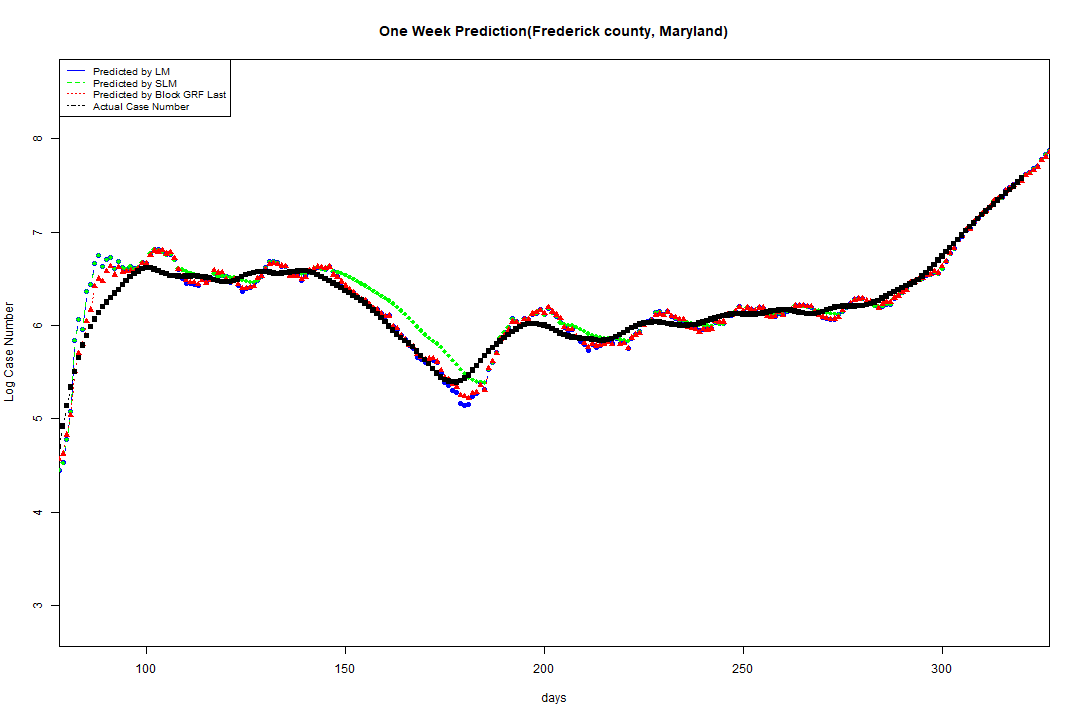 One Week Prediction(Frederick county, Maryland)
Predicted by LM
Predicted by SLM
Predicted by Block GRF Last
Actual Case Number
Log Case Number
8
7
6
5
4
3
100 150 200 250 300
days